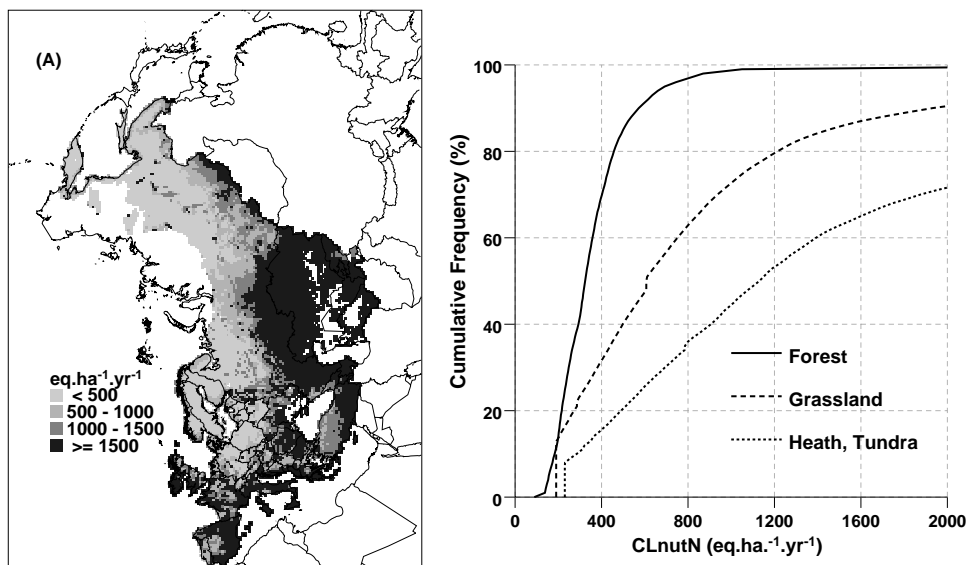 (A)
eq.ha⁻¹.yr⁻¹
< 500
500 - 1000
1000 - 1500
>= 1500
Cumulative Frequency (%)
100
80
60
40
20
0
Forest
Grassland
Heath, Tundra
0 400 800 1200 1600 2000
CLnutN (eq.ha.⁻¹.yr⁻¹)